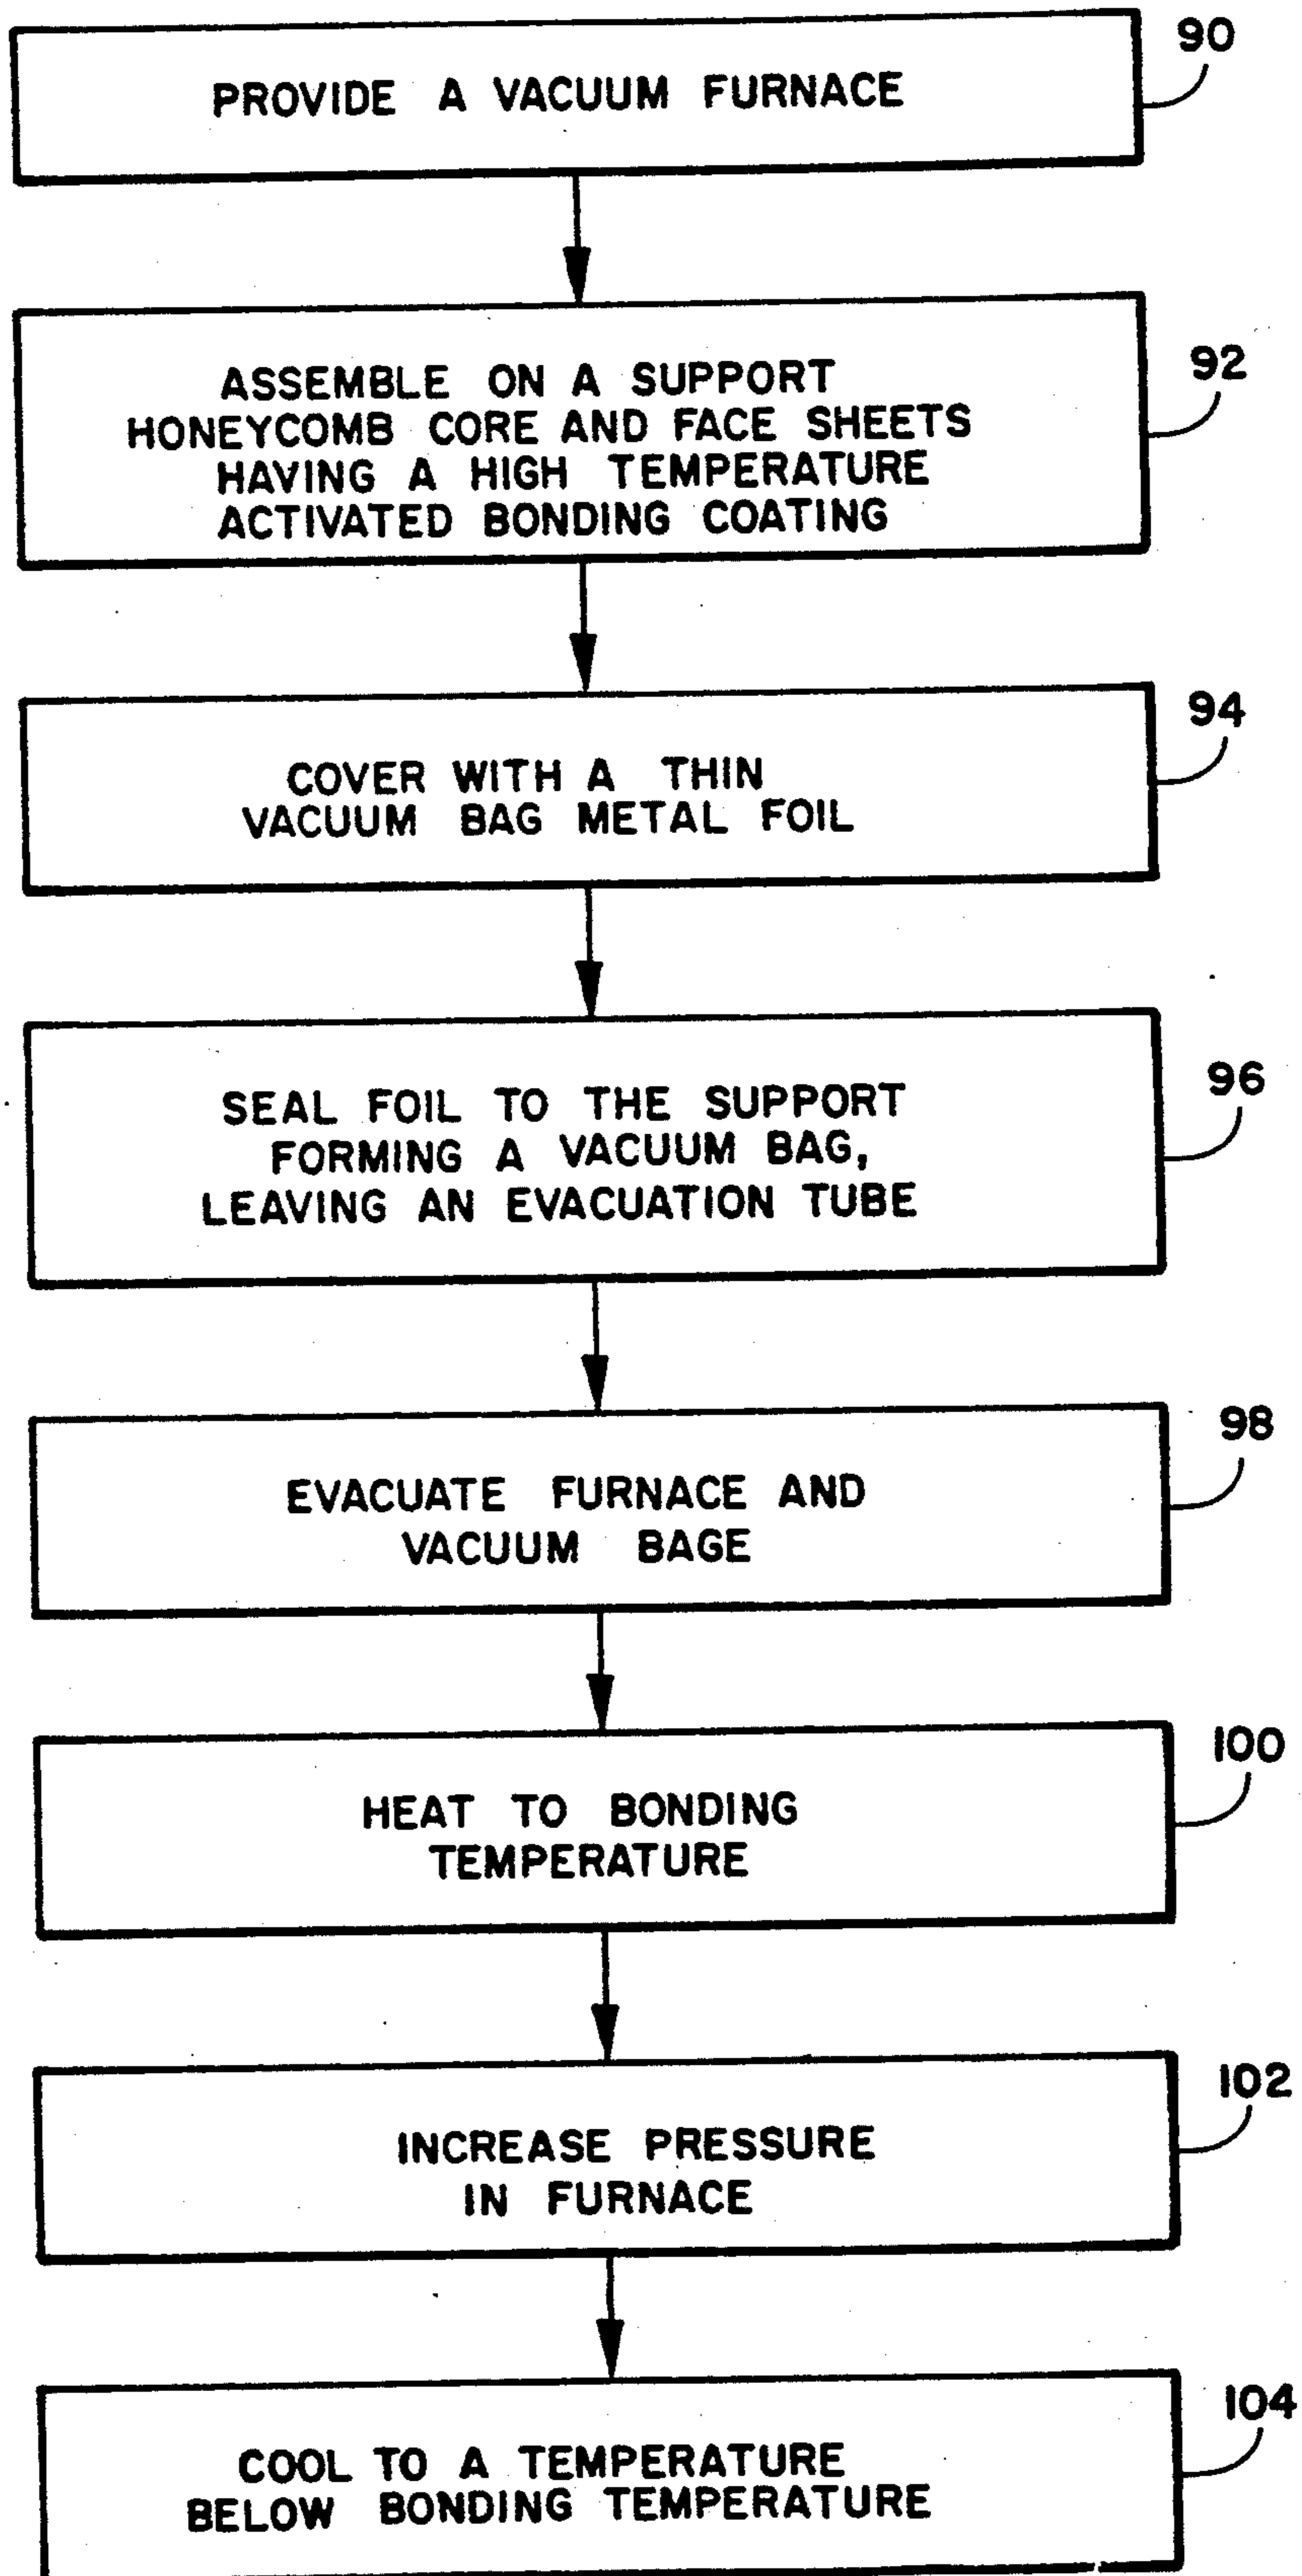 PROVIDE A VACUUM FURNACE
90
ASSEMBLE ON A SUPPORT
HONEYCOMB CORE AND FACE SHEETS
HAVING A HIGH TEMPERATURE
ACTIVATED BONDING COATING
92
COVER WITH A THIN
VACUUM BAG METAL FOIL
94
SEAL FOIL TO THE SUPPORT
FORMING A VACUUM BAG,
LEAVING AN EVACUATION TUBE
96
EVACUATE FURNACE AND
VACUUM BAGE
98
HEAT TO BONDING
TEMPERATURE
100
INCREASE PRESSURE
IN FURNACE
102
COOL TO A TEMPERATURE
BELOW BONDING TEMPERATURE
104